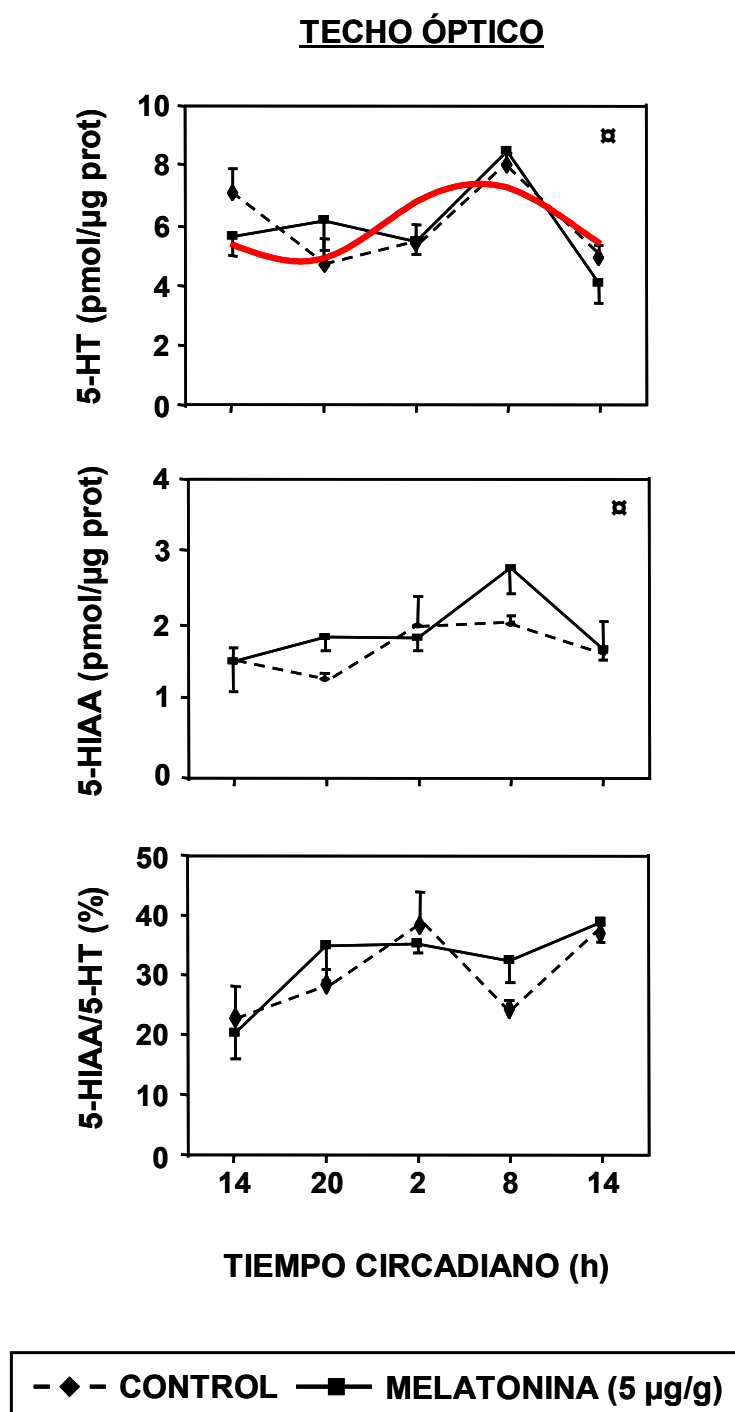 TECHO ÓPTICO
5-HT (pmol/µg prot)
10
8
6
4
2
0
¤
5-HIAA (pmol/µg prot)
4
3
2
1
0
¤
5-HIAA/5-HT (%)
50
40
30
20
10
0
14 20 2 8 14
TIEMPO CIRCADIANO (h)
CONTROL MELATONINA (5 µg/g)